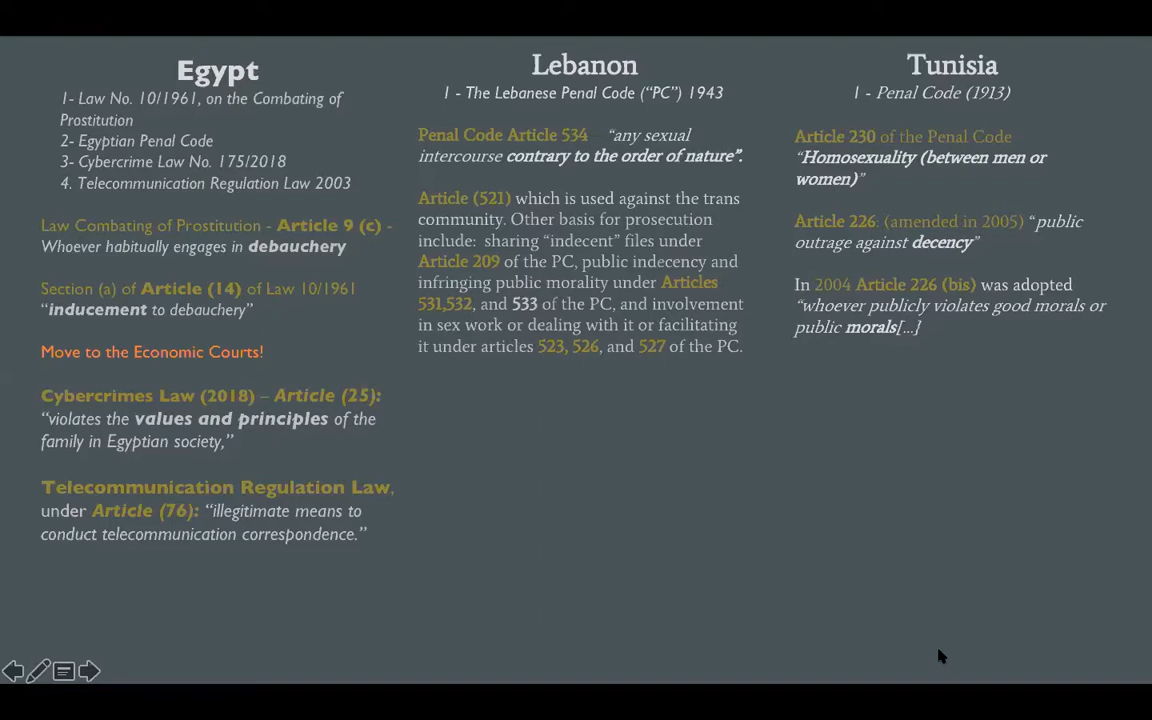 Egypt
1- Law No. 10/1961, on the Combating of
Prostitution
2- Egyptian Penal Code
3- Cybercrime Law No. 175/2018
4. Telecommunication Regulation Law 2003
Law Combating of Prostitution - Article 9 (c) -
Whoever habitually engages in debauchery
Section (a) of Article (14) of Law 10/1961
“inducement to debauchery”
Move to the Economic Courts!
Cybercrimes Law (2018) – Article (25):
“violates the values and principles of the
family in Egyptian society,”
Telecommunication Regulation Law,
under Article (76): “illegitimate means to
conduct telecommunication correspondence.”
Lebanon
1 - The Lebanese Penal Code (“PC”) 1943
Penal Code Article 534 – “any sexual
intercourse contrary to the order of nature”.
Article (521) which is used against the trans
community. Other basis for prosecution
include: sharing “indecent” files under
Article 209 of the PC, public indecency and
infringing public morality under Articles
531,532, and 533 of the PC, and involvement
in sex work or dealing with it or facilitating
it under articles 523, 526, and 527 of the PC.
Tunisia
1 - Penal Code (1913)
Article 230 of the Penal Code
“Homosexuality (between men or
women)”
Article 226: (amended in 2005) “public
outrage against decency”
In 2004 Article 226 (bis) was adopted
“whoever publicly violates good morals or
public morals[...]